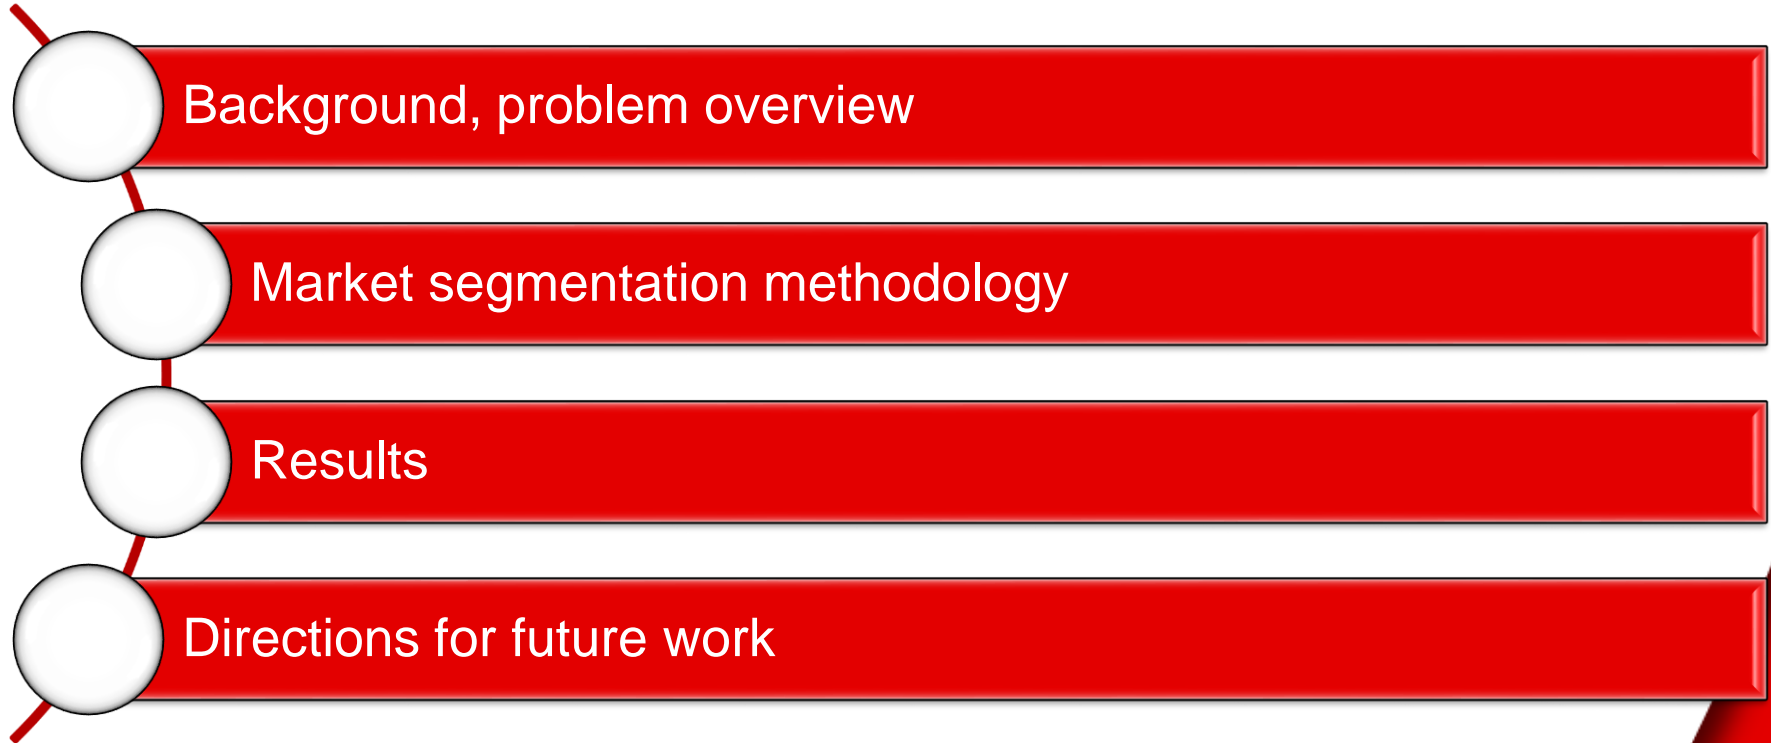 Background, problem overview
Market segmentation methodology
Results
Directions for future work